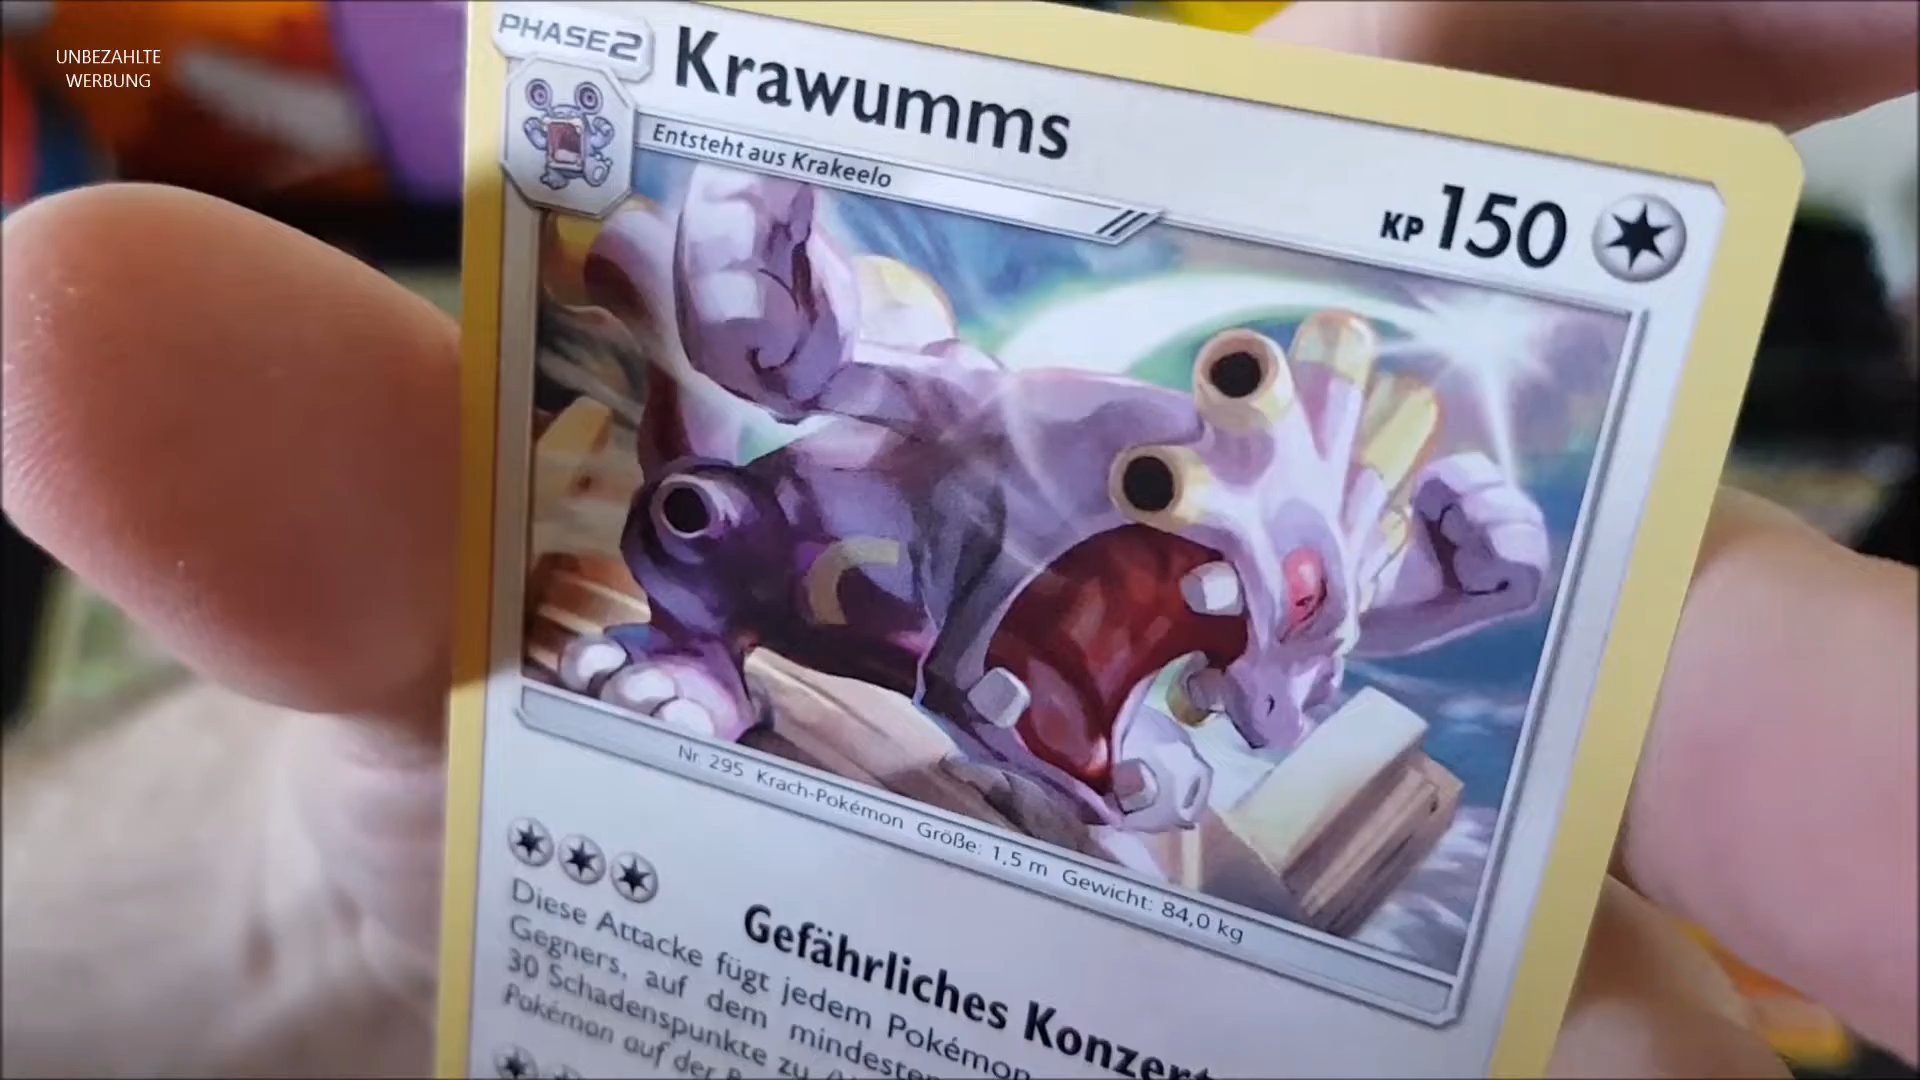 UNBEZAHLTE
WERBUNG
PHASE2
Krawumms
Entsteht aus Krakeelo
KP 150
Nr. 295 Krach-Pokémon Größe: 1,5 m Gewicht: 84,0 kg
Gefährliches Konzert
Diese Attacke fügt jedem Pokémon
Gegners, auf dem
30 Schadenspunkte zu
Pokémon auf der